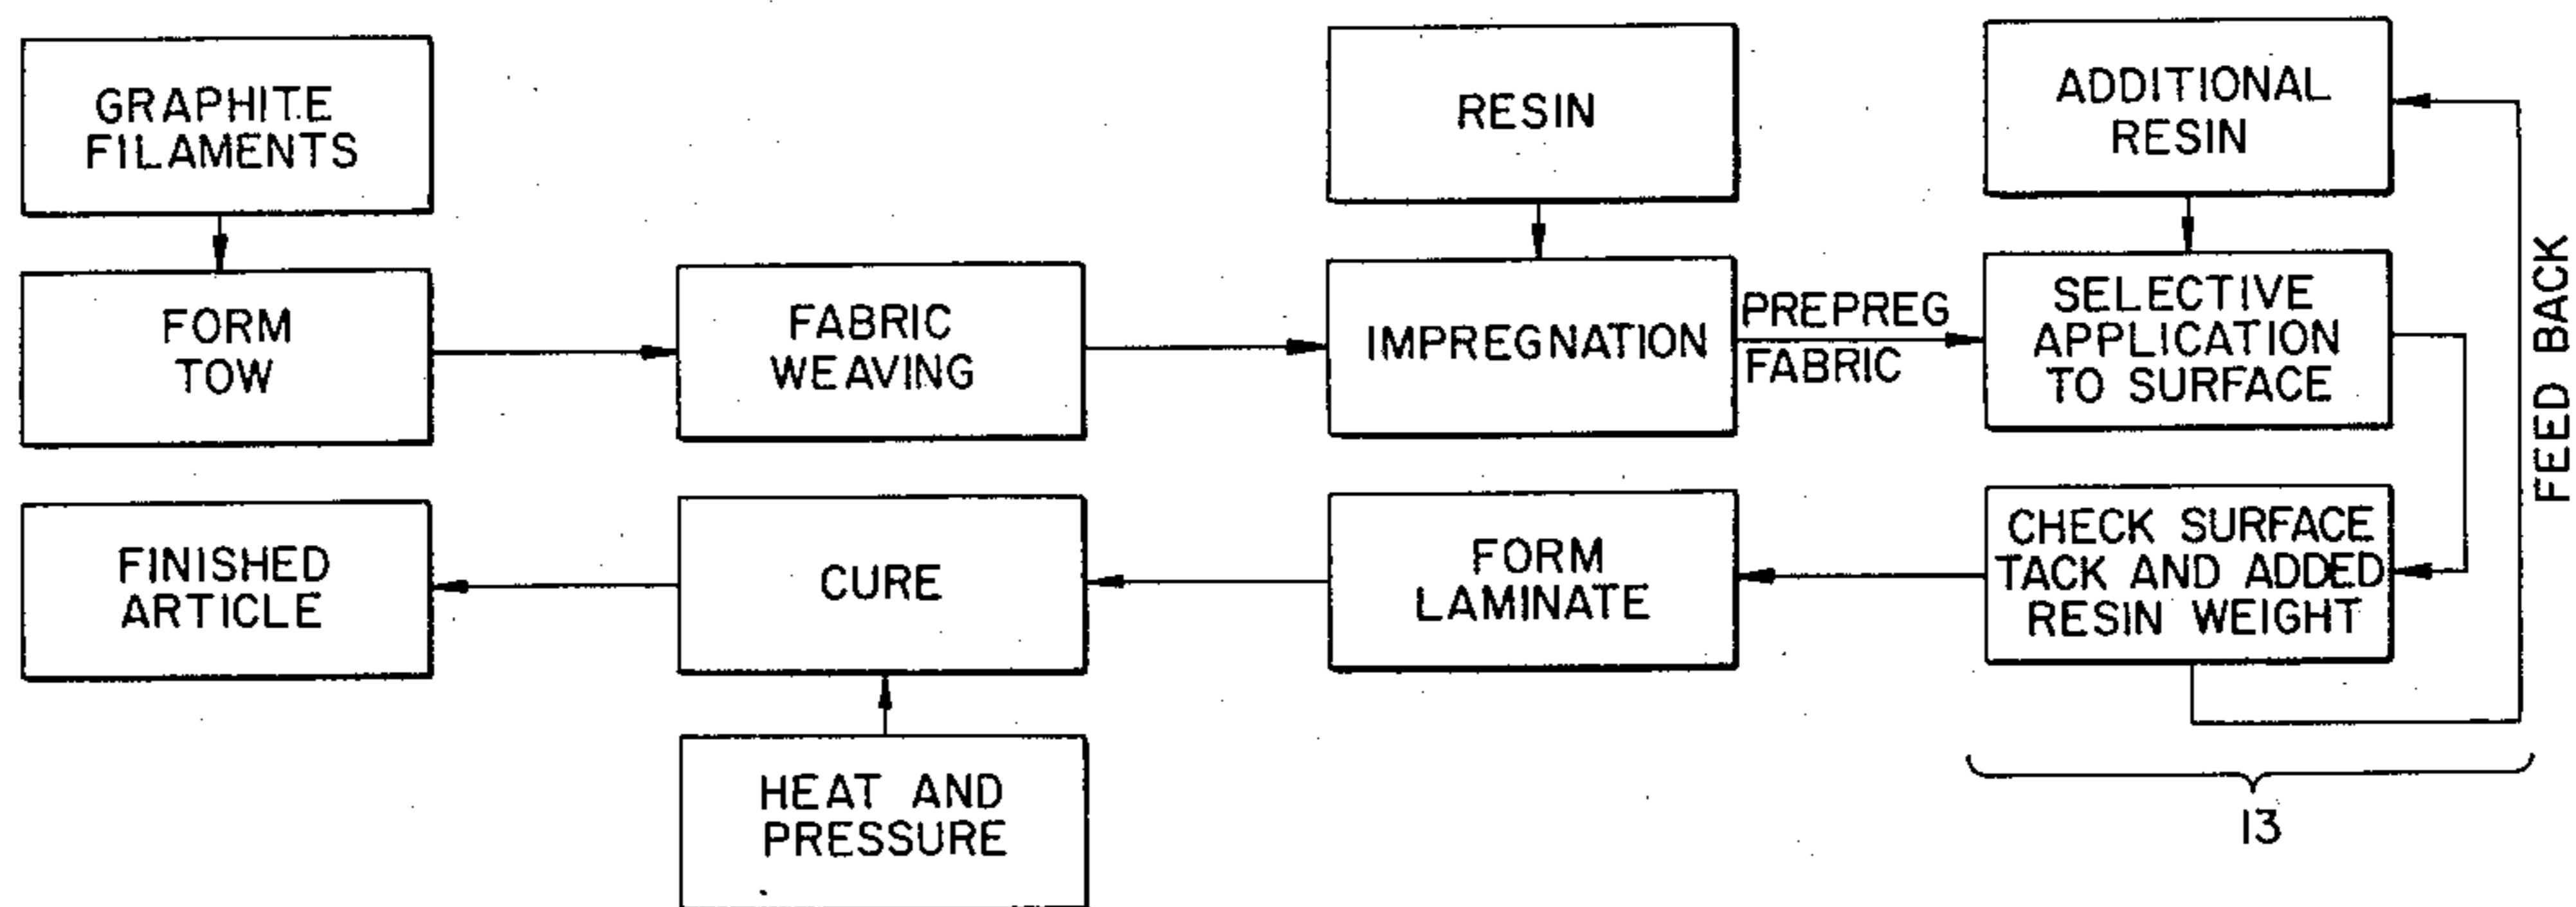 GRAPHITE
FILAMENTS
RESIN
ADDITIONAL
RESIN
FORM
TOW
FABRIC
WEAVING
IMPREGNATION
PREPREG
FABRIC
SELECTIVE
APPLICATION
TO SURFACE
FEED BACK
FINISHED
ARTICLE
CURE
FORM
LAMINATE
CHECK SURFACE
TACK AND ADDED
RESIN WEIGHT
HEAT AND
PRESSURE
13